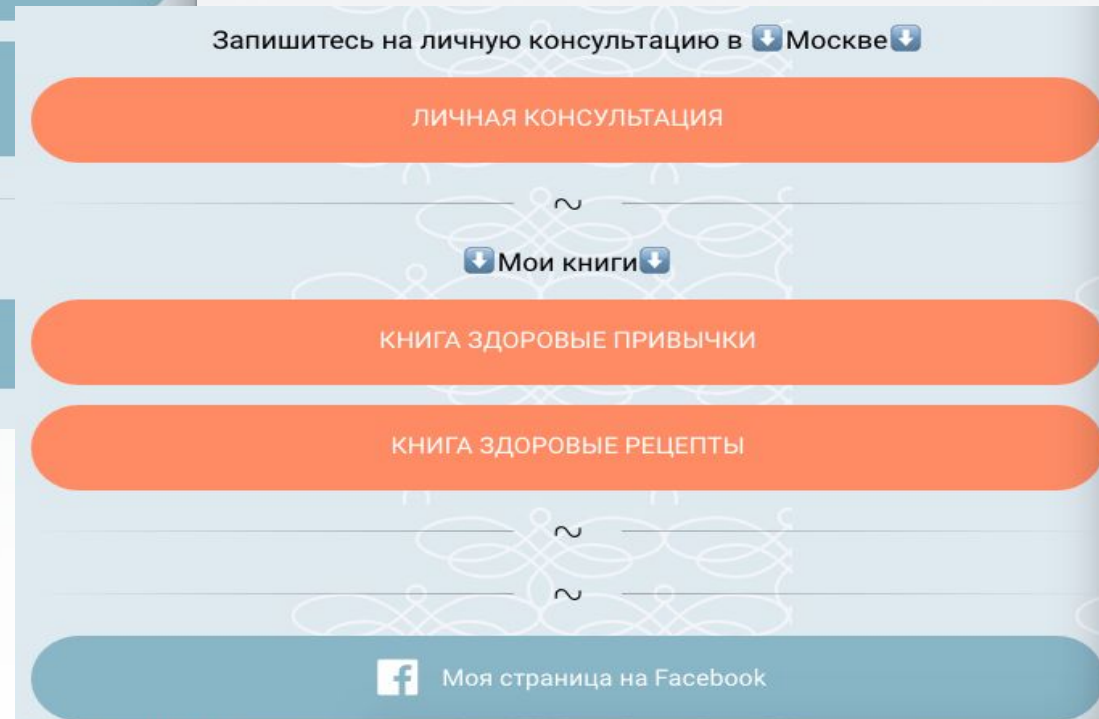 Запишитесь на личную консультацию в ⬇️Москве⬇️
ЛИЧНАЯ КОНСУЛЬТАЦИЯ
~
⬇️Мои книги⬇️
КНИГА ЗДОРОВЫЕ ПРИВЫЧКИ
КНИГА ЗДОРОВЫЕ РЕЦЕПТЫ
~
~
Моя страница на Facebook